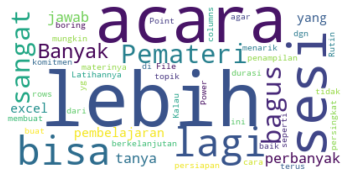 boring
Point
columns
agar
jawab
acara
yang
sangat
Banyak
mungkin
File
menarik
dgn
Rutin
komitmen
Pemateri
penampilan
Latihannya
materinya
di
topik
durasi
excel
yg
lebih
Power
bagus
sesi
rows
dari
Kalau
ini
tidak
membuat
pembelajaran
lagi
seperti
persingkat
buat
berkelanjutan
baik
bisa
tanya
perbanyak
persiapan
cara
terus